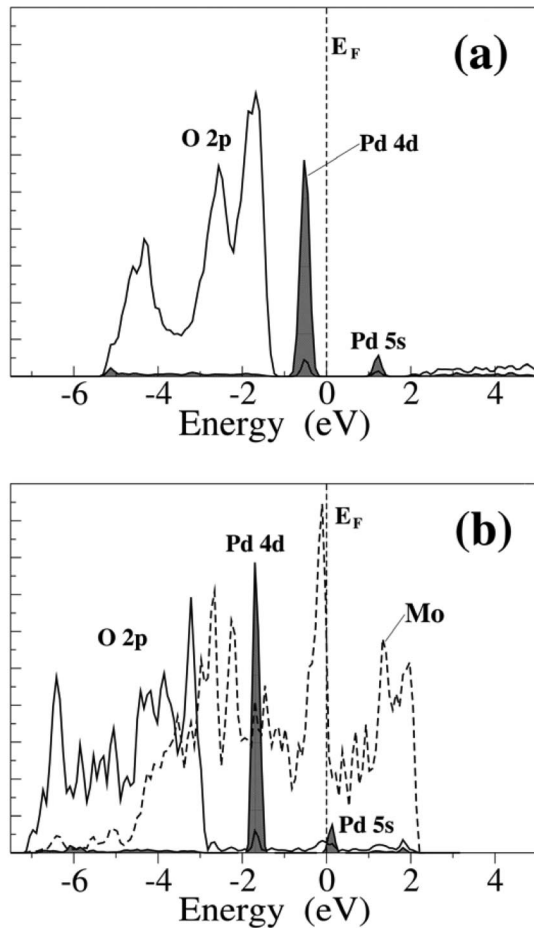 (a)
E F
O 2p
Pd 4d
Pd 5s
-6 -4 -2 0 2 4
Energy (eV)
(b)
E F
Pd 4d
O 2p
Mo
Pd 5s
-6 -4 -2 0 2 4
Energy (eV)